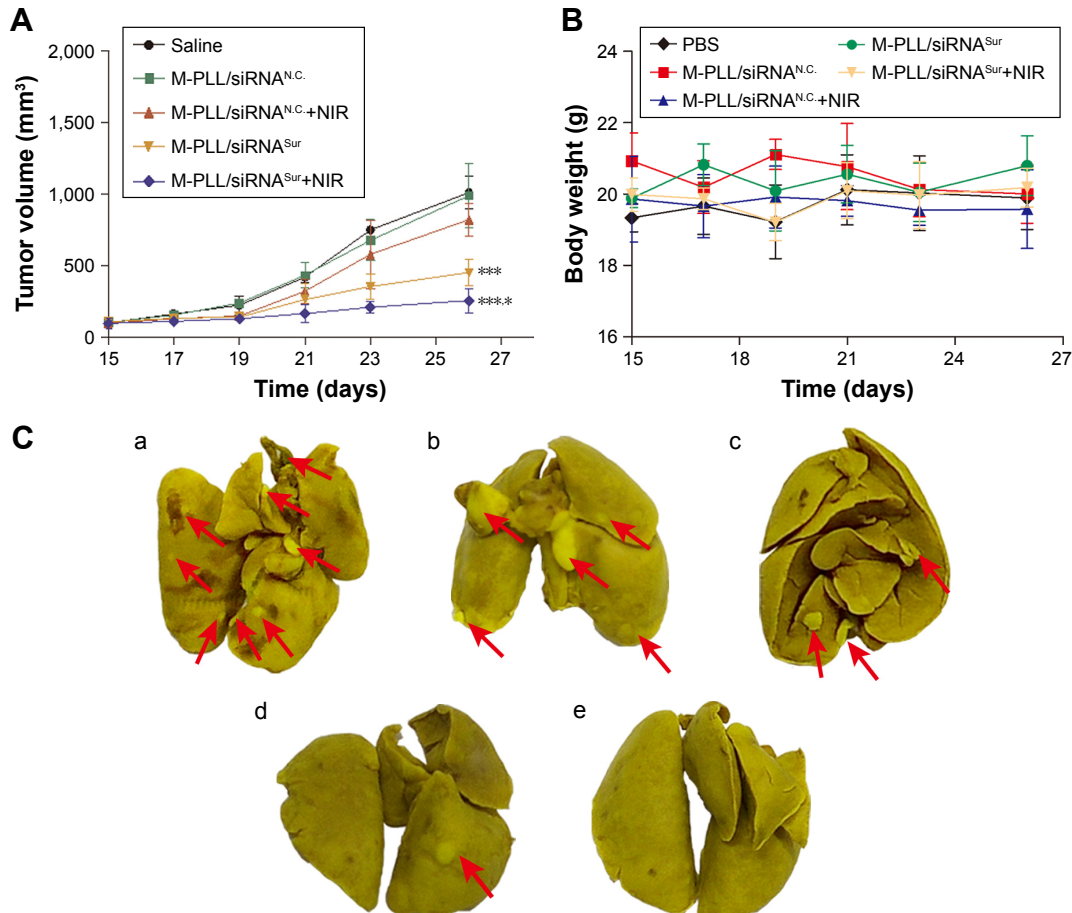 A
Tumor volume (mm³)
2,000
1,500
1,000
500
0
15
17
19
21
23
25
27
Time (days)
Saline
M-PLL/siRNAᴺ·ᶜ·
M-PLL/siRNAᴺ·ᶜ·+NIR
M-PLL/siRNAˢᵘʳ
M-PLL/siRNAˢᵘʳ+NIR
***
***,*
B
Body weight (g)
24
22
20
18
16
15
18
21
24
27
Time (days)
PBS
M-PLL/siRNAᴺ·ᶜ·
M-PLL/siRNAᴺ·ᶜ·+NIR
M-PLL/siRNAˢᵘʳ
M-PLL/siRNAˢᵘʳ+NIR
C
a
b
c
d
e